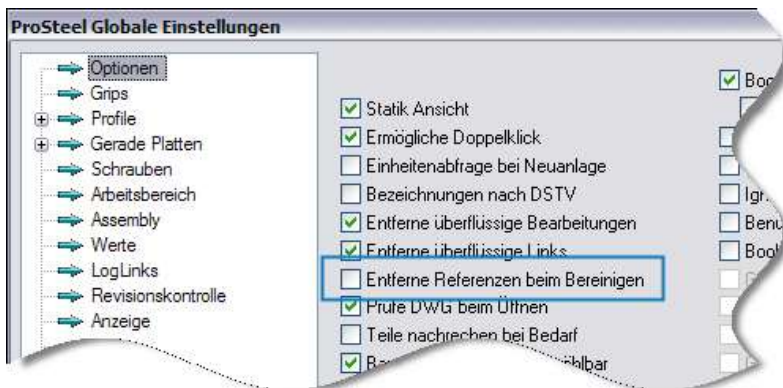 ProSteel Globale Einstellungen
Optionen
Grips
Profile
Gerade Platten
Schrauben
Arbeitsbereich
Assembly
Werte
LogLinks
Revisionskontrolle
Anzeige
Statik Ansicht
Ermögliche Doppelklick
Einheitenabfrage bei Neuanlage
Bezeichnungen nach DSTV
Entferne überflüssige Bearbeitungen
Entferne überflüssige Links
Entferne Referenzen beim Bereinigen
Prüfe DWG beim Öffnen
Teile nachrechen bei Bedarf